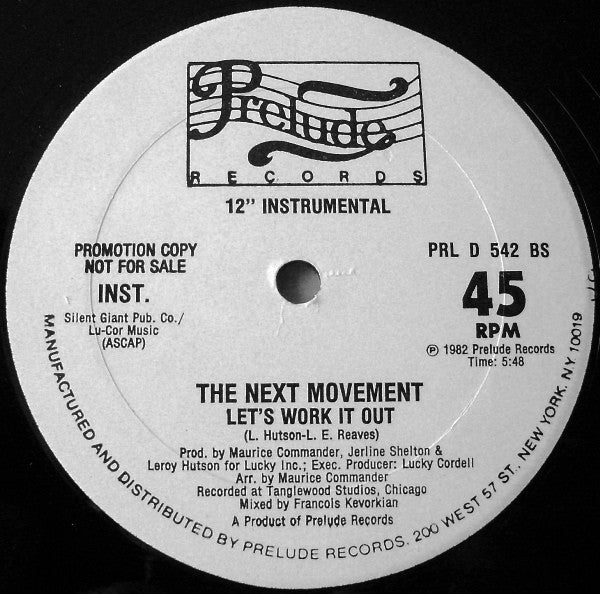 Prelude
RECORDS
12" INSTRUMENTAL
PROMOTION COPY
NOT FOR SALE
INST.
Silent Giant Pub. Co./
Lu-Cor Music
(ASCAP)
PRL D 542 BS
45
RPM
℗ 1982 Prelude Records
Time: 5:48
THE NEXT MOVEMENT
LET'S WORK IT OUT
(L. Hutson-L. E. Reaves)
Prod. by Maurice Commander, Jerline Shelton &
Leroy Hutson for Lucky Inc.; Exec. Producer: Lucky Cordell
Arr. by Maurice Commander
Recorded at Tanglewood Studios, Chicago
Mixed by Francois Kevorkian
A Product of Prelude Records
MANUFACTURED AND DISTRIBUTED BY PRELUDE RECORDS. 200 WEST 57 ST., NEW YORK. NY 10019